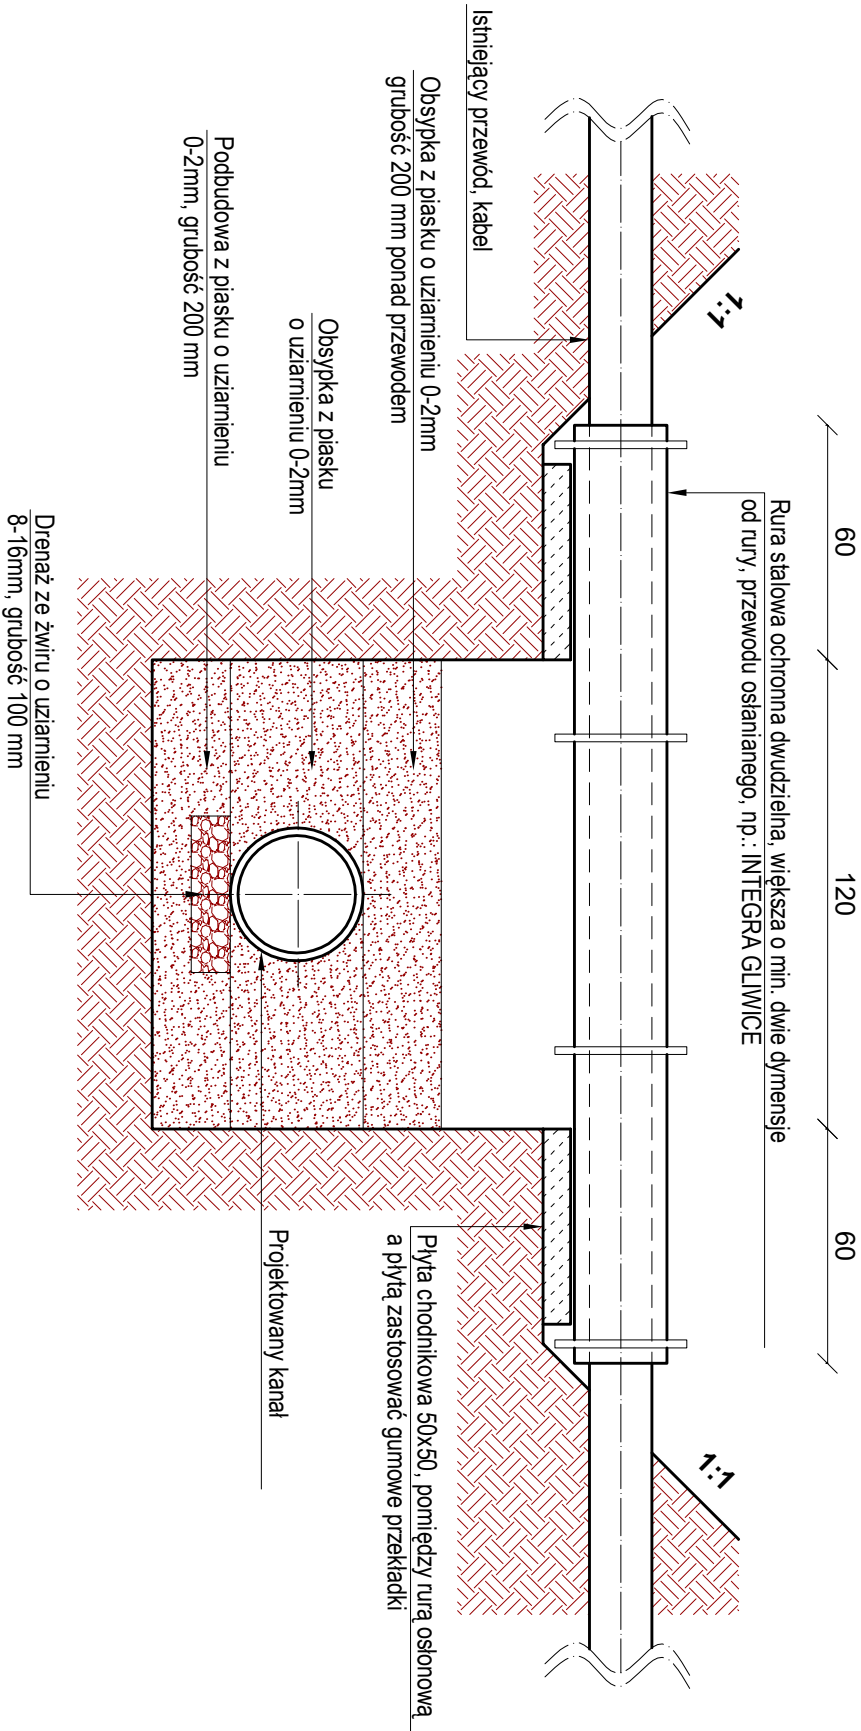 60
120
60
Rura stalowa ochronna dwudzielna, większa o min. dwie dymensje
od rury, przewodu osłanianego, np.: INTEGRA GLIWICE
1:1
1:1
Istniejący przewód, kabel
Obsypka z piasku o uziarnieniu 0-2mm
grubość 200 mm ponad przewodem
Płyta chodnikowa 50x50, pomiędzy rurą osłonową
a płytą zastosować gumowe przekładki
Obsypka z piasku
o uziarnieniu 0-2mm
Projektowany kanał
Podbudowa z piasku o uziarnieniu
0-2mm, grubość 200 mm
Drenaż ze żwiru o uziarnieniu
8-16mm, grubość 100 mm